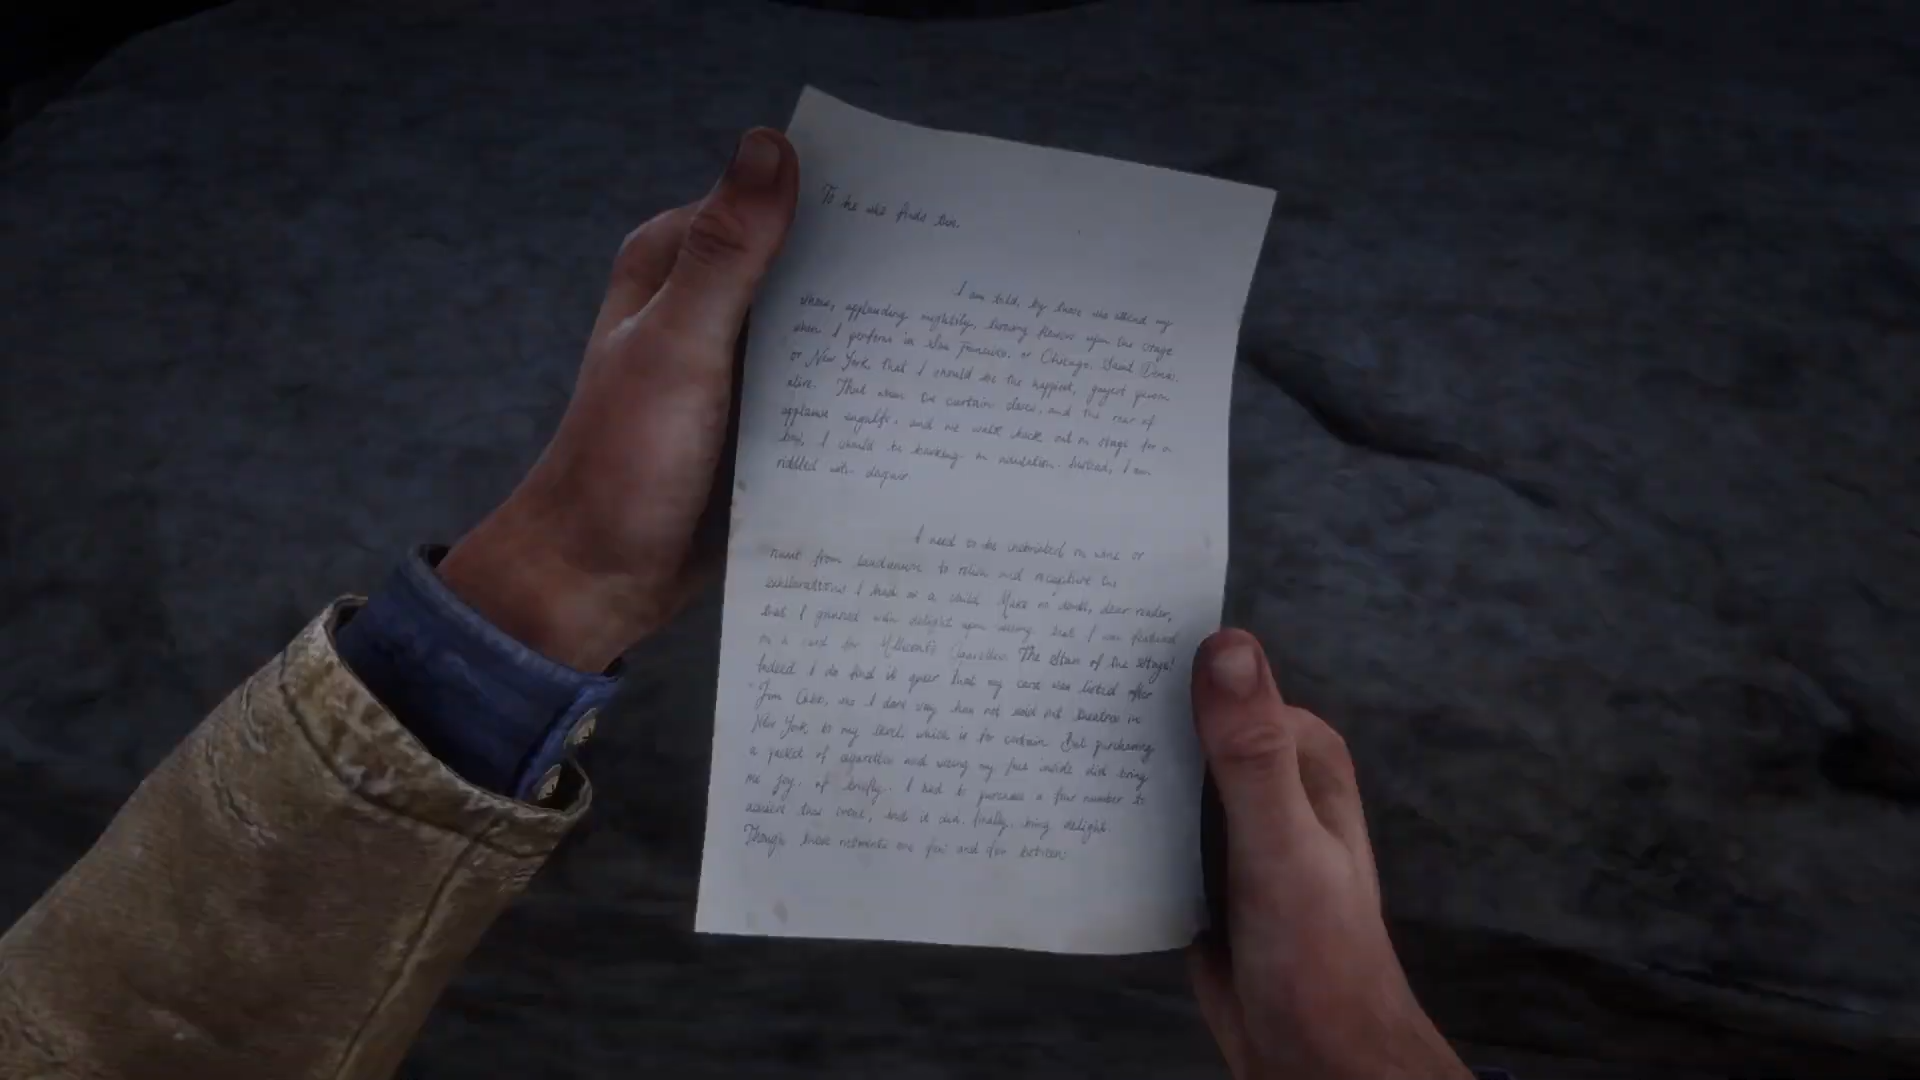 To he who finds this.
I am told, by those who attend my
shows, applauding mightily, throwing flowers upon the stage
when I perform in San Francisco, or Chicago, Saint Denis,
or New York, that I should be the happiest, gayest person
alive. That when the curtain closes, and the roar of
applause engulfs, and we walk back out on stage for a
bow, I should be basking in adulation. Instead, I am
riddled with despair
I need to be inebriated on wine or
numb from laudanum to relive and recapture the
exhilarations I had as a child. Make no doubt, dear reader,
that I grinned with delight upon seeing that I am featured
on a card for Cigarettes. The Stars of the Stage!
Indeed I do find it queer that my card was listed after
who I dare say has not sold out theatres in
New York to my level, which is for certain. But purchasing
a packet of cigarettes and seeing my face inside did bring
me joy, if briefly. I had to purchase a fair number to
unearth that one, but it did, finally, bring delight.
Though these moments are few and far between.